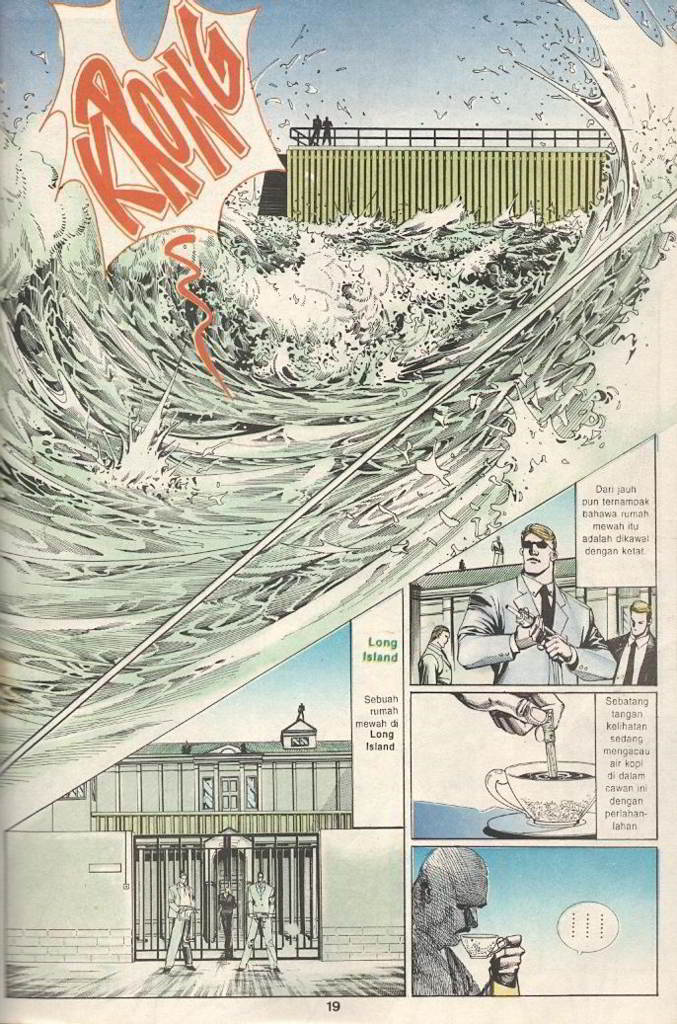 KRONG
Dari jauh
pun ternampak
bahawa rumah
mewah itu
adalah dikawal
dengan ketat.
Long
Island
Sebuah
rumah
mewah di
Long
Island
Sebatang
tangan
kelihatan
sedang
mengacau
air kopi
di dalam
cawan ini
dengan
perlahan-
lahan.
19